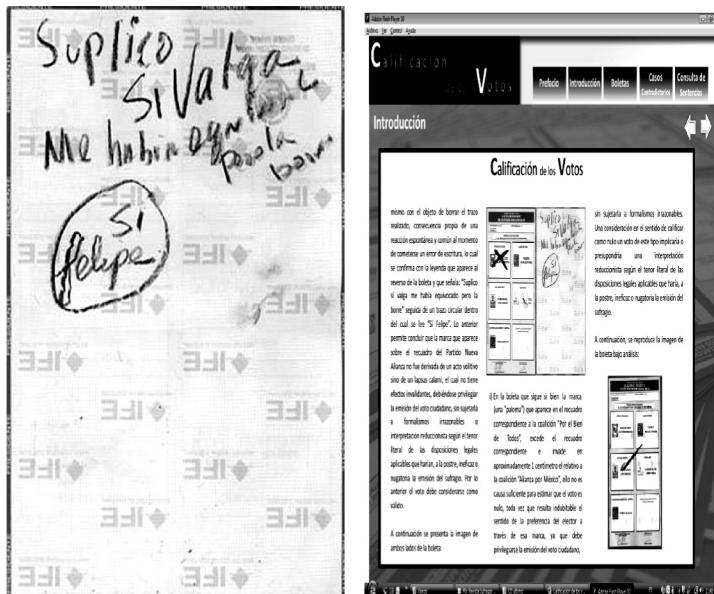 Suplico
Si Valga
Me habia
pero la
borre
Si
felipe
IFE
Adobe Flash Player 10
Archivo Ver Control Ayuda
Calificacion
de los Votos
Prefacio
Introducción
Boletas
Casos
Contradictorios
Consulta de
Sentencias
Introducción
Calificación de los Votos
mismo con el objeto de borrar el trazo
realizado, consecuencia propia de una
reacción espontánea y común al momento
de cometerse un error de escritura, lo cual
se confirma con la leyenda que aparece al
reverso de la boleta y que señala: "Suplico
si valga me había equivocado pero la
borre" seguida de un trazo circular dentro
del cual se lee "Si Felipe". Lo anterior
permite concluir que la marca que aparece
sobre el recuadro del Partido Nueva
Alianza no fue derivada de un acto volitivo
sino de un lapsus calami, el cual no tiene
efectos invalidantes, debiéndose privilegiar
la emisión del voto ciudadano, sin sujetarla
a formalismos irrazonables o
interpretación reduccionista según el tenor
literal de las disposiciones legales
aplicables que harían, a la postre, ineficaz o
nugatoria la emisión del sufragio. Por lo
anterior el voto debe considerarse como
válido.
A continuación se presenta la imagen de
ambos lados de la boleta:
i) En la boleta que sigue si bien la marca
(una "paloma") que aparece en el recuadro
correspondiente a la coalición "Por el Bien
de Todos", excede el recuadro
correspondiente e invade en
aproximadamente 1 centímetro el relativo a
la coalición "Alianza por México", ello no es
causa suficiente para estimar que el voto es
nulo, toda vez que resulta indubitable el
sentido de la preferencia del elector a
través de esa marca, ya que debe
privilegiarse la emisión del voto ciudadano,
sin sujetarla a formalismos irrazonables.
Una consideración en el sentido de calificar
como nulo un voto de este tipo implicaría o
presupondría una interpretación
reduccionista según el tenor literal de las
disposiciones legales aplicables que haría, a
la postre, ineficaz o nugatoria la emisión del
sufragio.
A continuación, se reproduce la imagen de
la boleta bajo análisis: